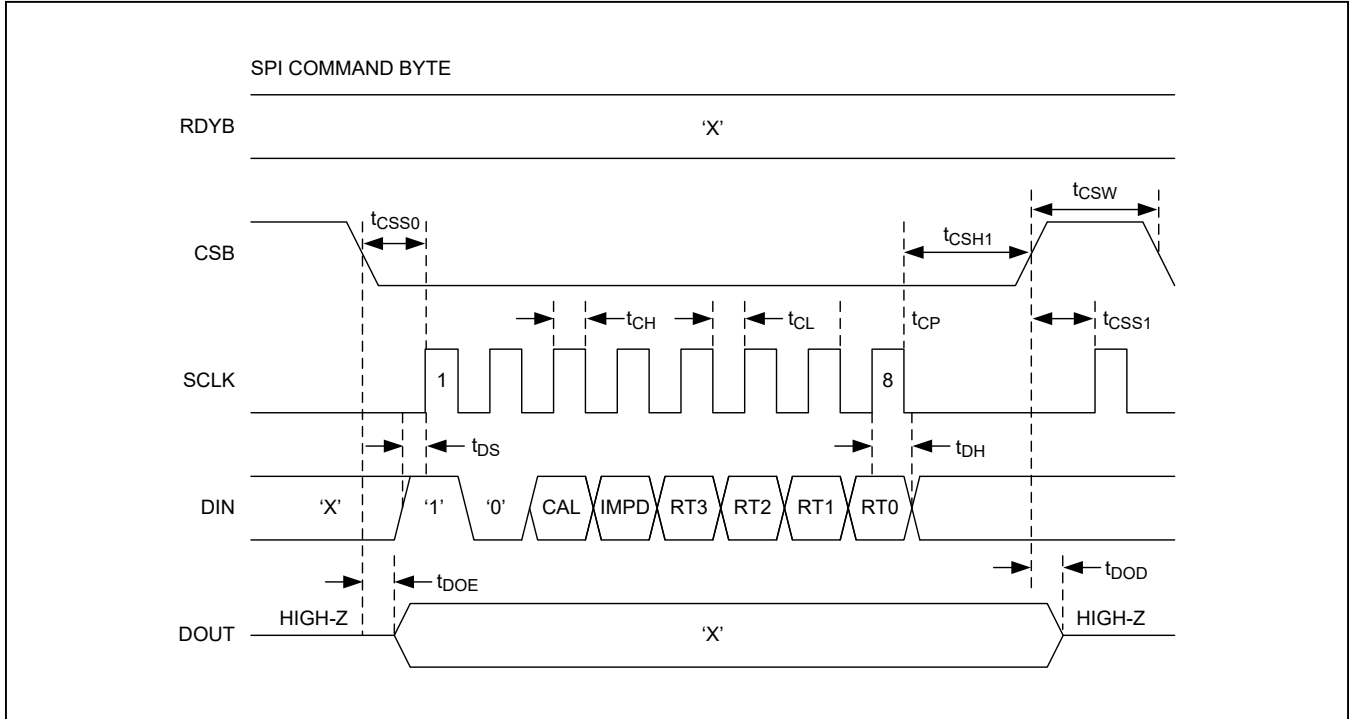 SPI COMMAND BYTE
RDYB 'X'
tCSW
tCSS0
tCSH1
CSB
tCH tCL tCP tCSS1
SCLK 1 8
tDS tDH
DIN 'X' '1' '0' CAL IMPD RT3 RT2 RT1 RT0
tDOE tDOD
HIGH-Z HIGH-Z
DOUT 'X'